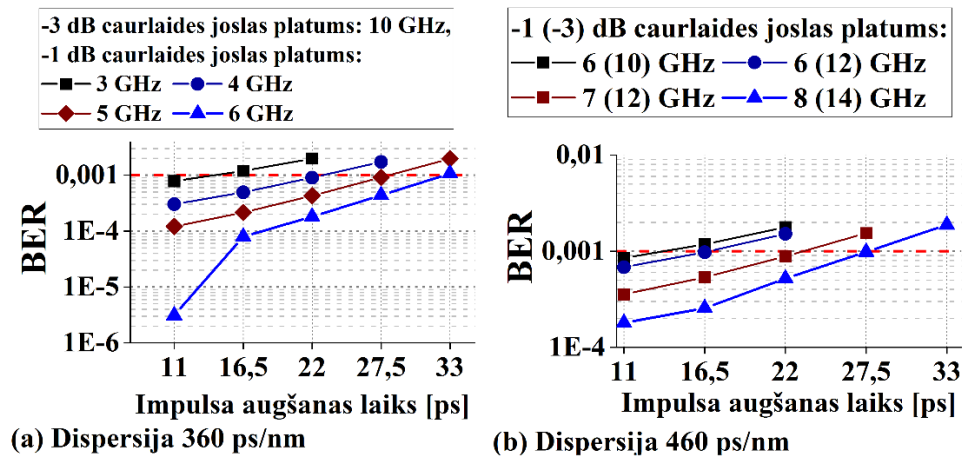 -3 dB caurlaides joslas platums: 10 GHz,
-1 dB caurlaides joslas platums:
3 GHz 4 GHz
5 GHz 6 GHz
0,001
1E-4
1E-5
1E-6
BER
11 16,5 22 27,5 33
Impulsa augšanas laiks [ps]
(a) Dispersija 360 ps/nm
-1 (-3) dB caurlaides joslas platums:
6 (10) GHz 6 (12) GHz
7 (12) GHz 8 (14) GHz
0,01
0,001
1E-4
BER
11 16,5 22 27,5 33
Impulsa augšanas laiks [ps]
(b) Dispersija 460 ps/nm